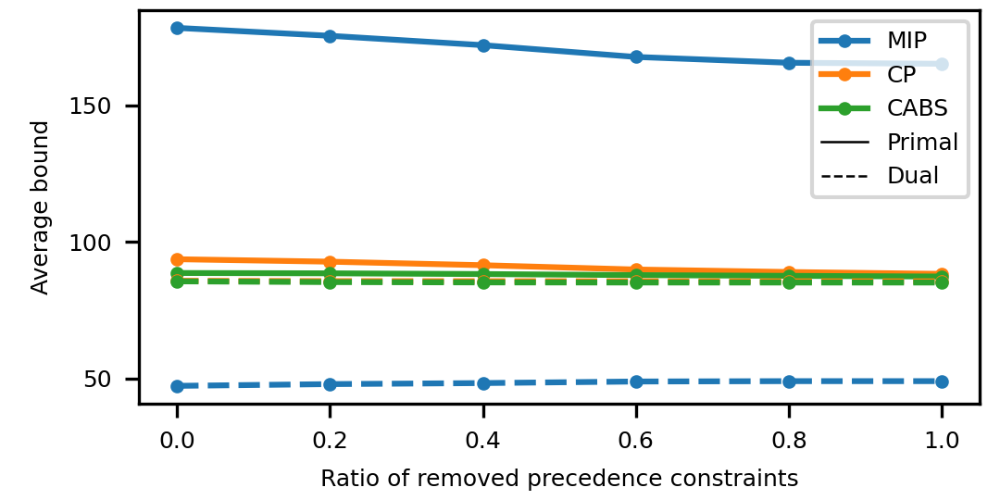 MIP
CP
CABS
Primal
Dual
Average bound
150
100
50
0.0 0.2 0.4 0.6 0.8 1.0
Ratio of removed precedence constraints